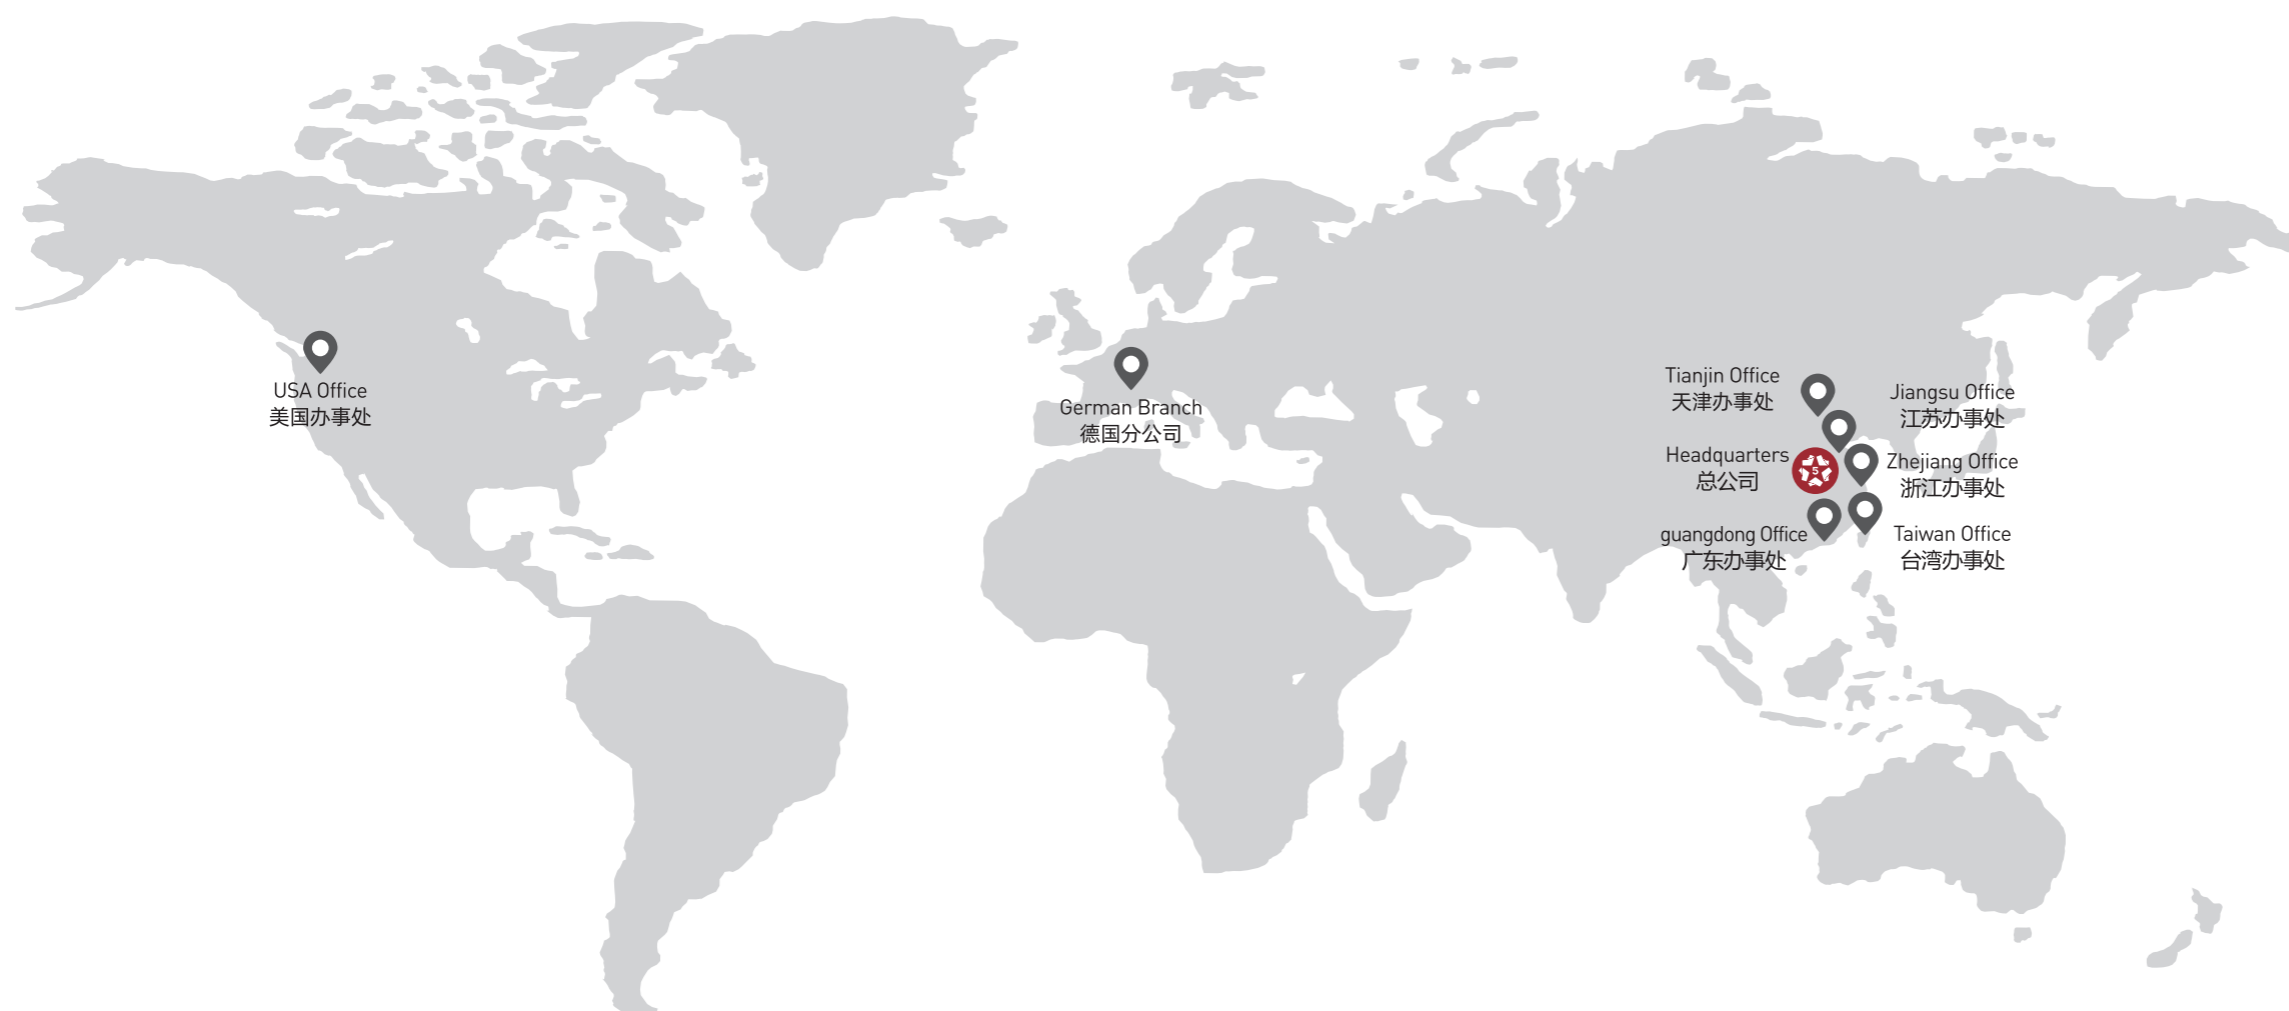 USA Office
美国办事处
German Branch
德国分公司
Tianjin Office
天津办事处
Jiangsu Office
江苏办事处
Headquarters
总公司
5
Zhejiang Office
浙江办事处
guangdong Office
广东办事处
Taiwan Office
台湾办事处